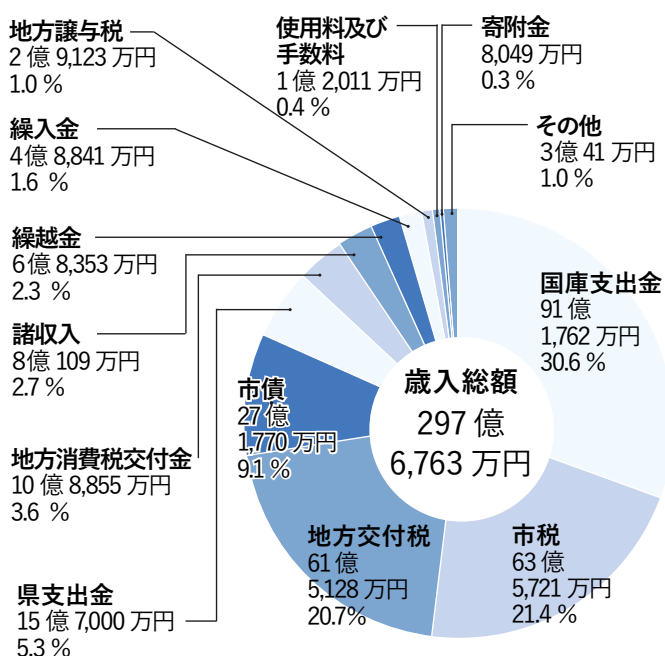 地方譲与税
2 億 9,123 万円
1.0 %
使用料及び
手数料
1 億 2,011 万円
0.4 %
寄附金
8,049 万円
0.3 %
その他
3億 41 万円
1.0 %
繰入金
4億 8,841 万円
1.6 %
繰越金
6億 8,353 万円
2.3 %
諸収入
8億 109 万円
2.7 %
地方消費税交付金
10 億 8,855 万円
3.6 %
県支出金
15 億 7,000 万円
5.3 %
市債
27 億
1,770 万円
9.1 %
地方交付税
61 億
5,128 万円
20.7%
市税
63 億
5,721 万円
21.4 %
国庫支出金
91 億
1,762 万円
30.6 %
歳入総額
297 億
6,763 万円